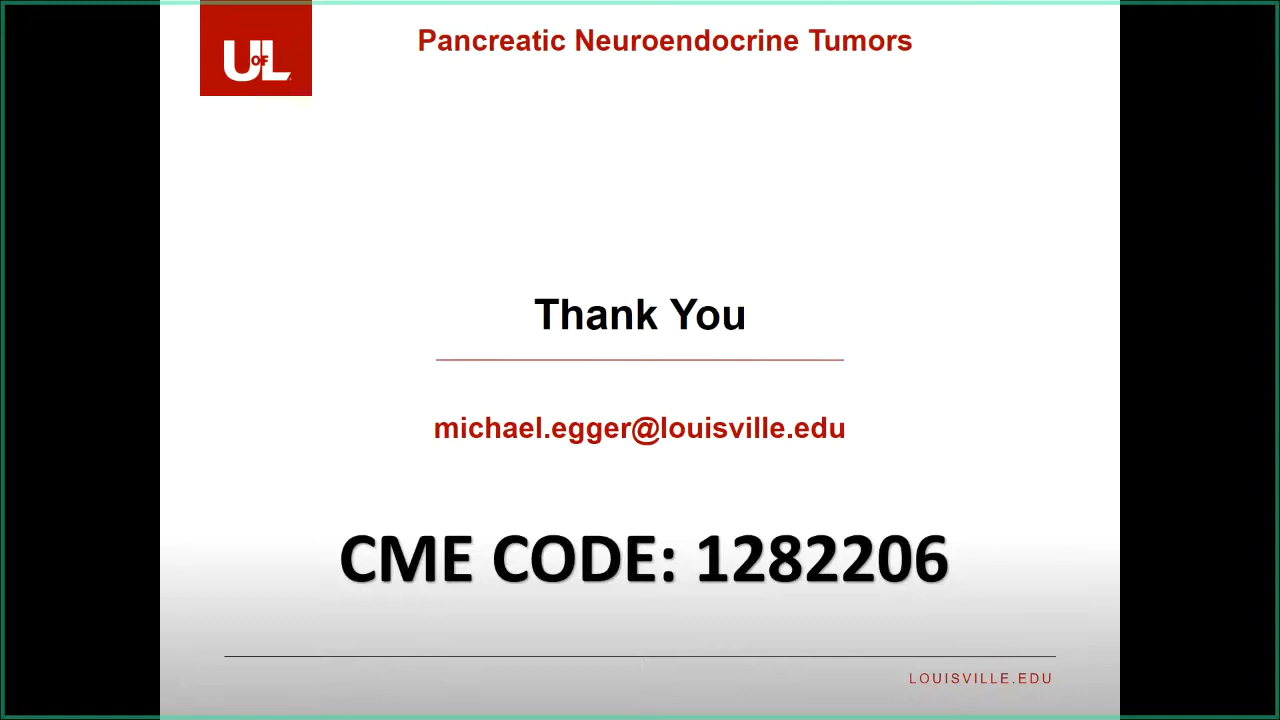 UofL
Pancreatic Neuroendocrine Tumors
Thank You
michael.egger@louisville.edu
CME CODE: 1282206
LOUISVILLE.EDU